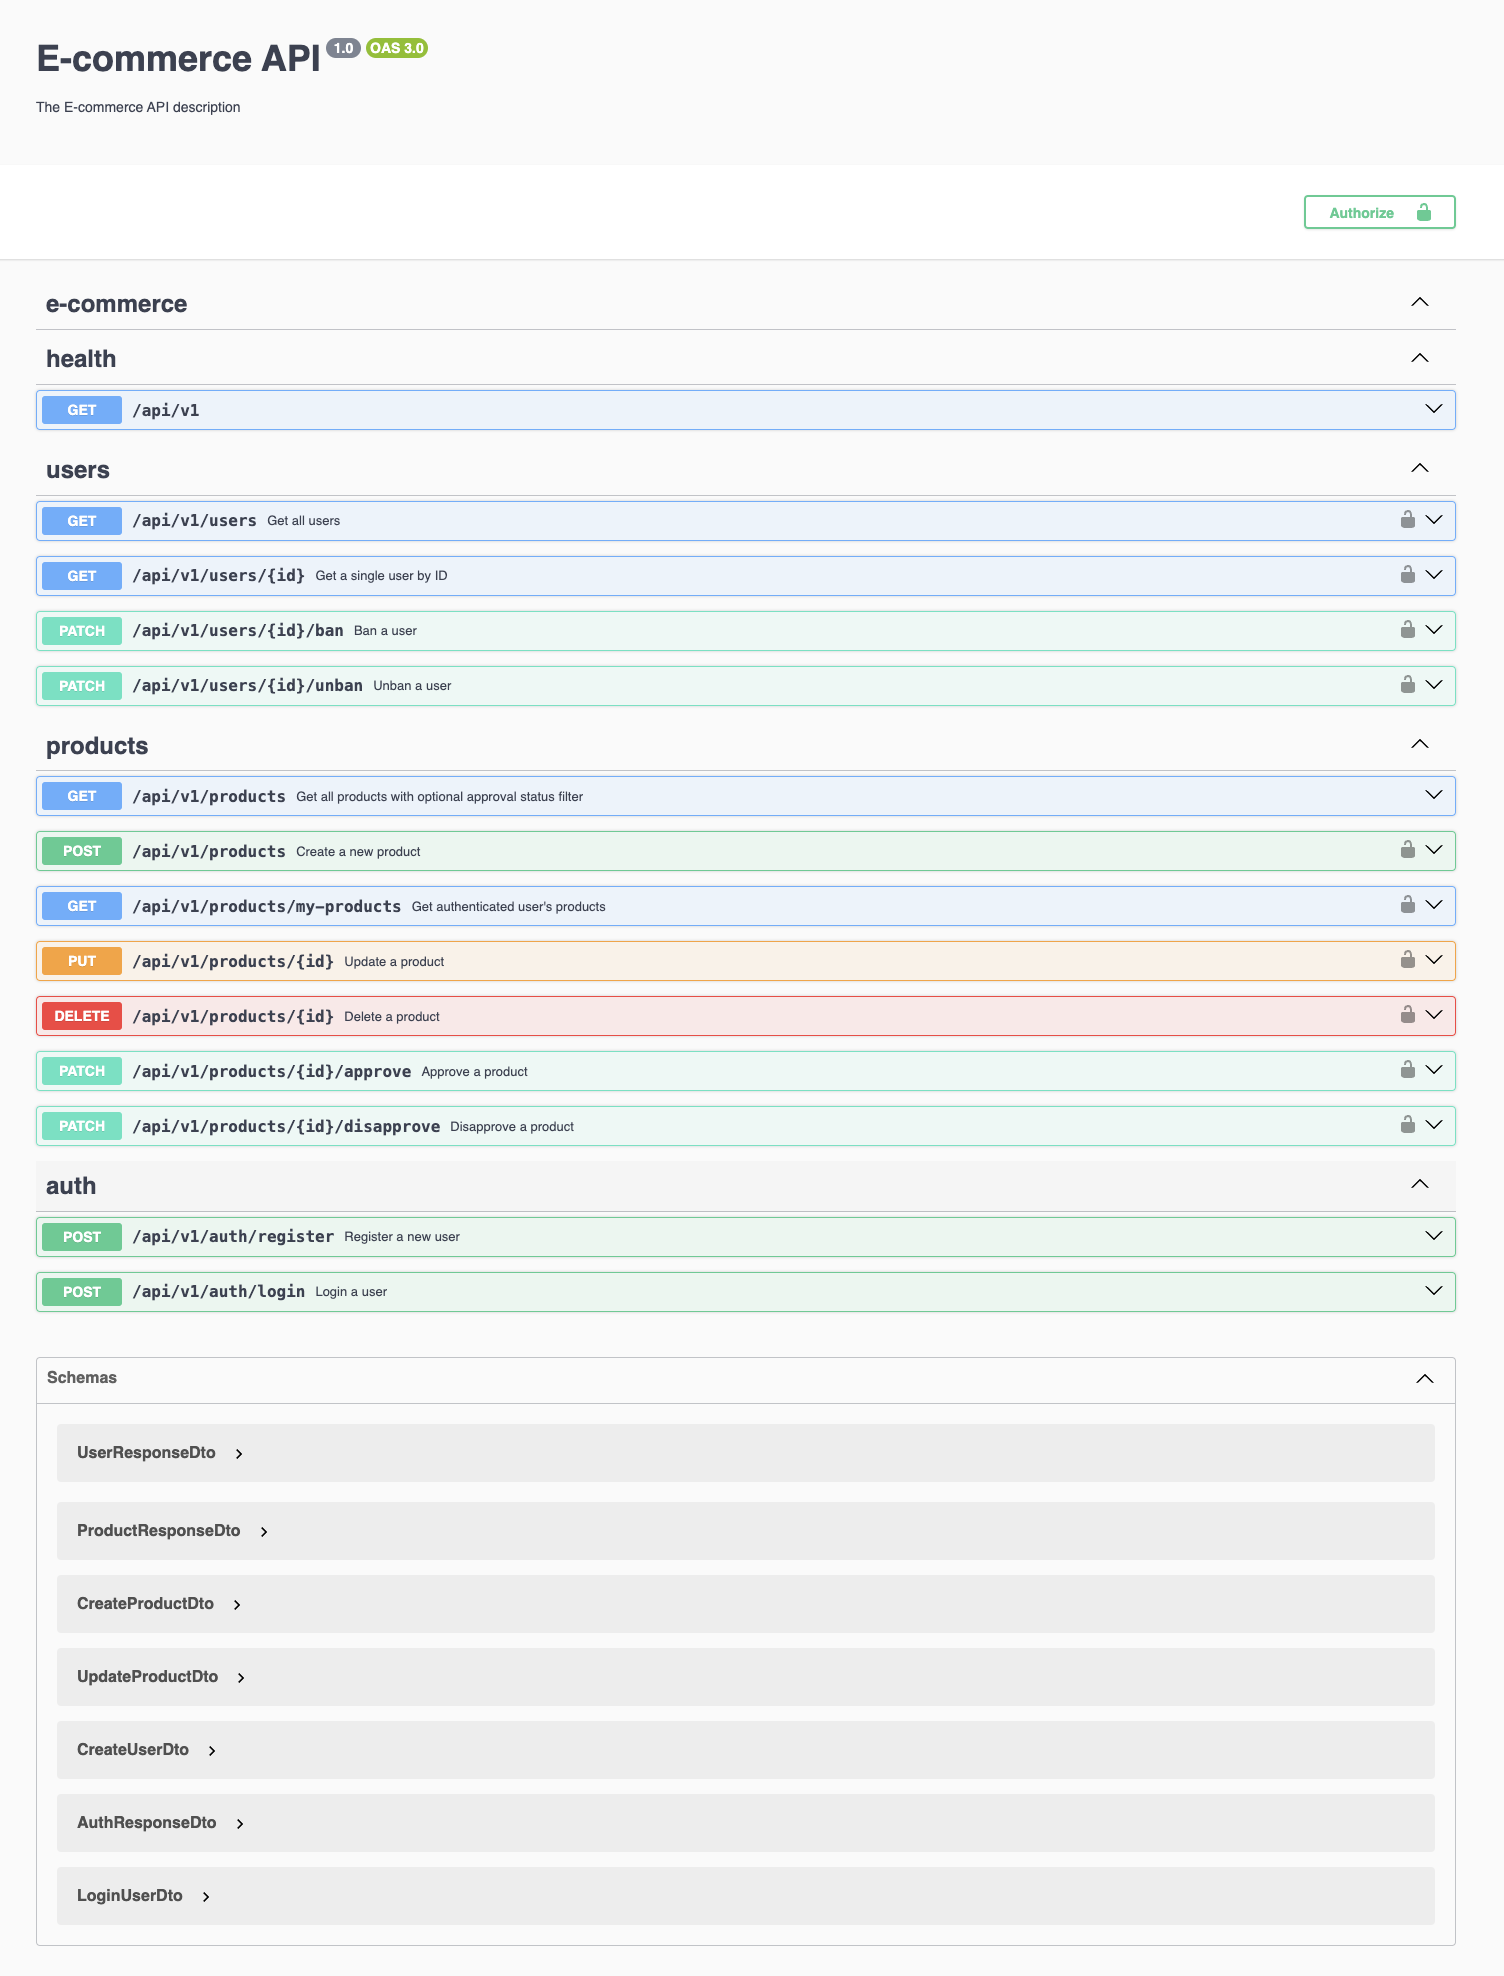 E-commerce API 1.0 OAS 3.0
The E-commerce API description
Authorize
e-commerce
health
GET /api/v1
users
GET /api/v1/users Get all users
GET /api/v1/users/{id} Get a single user by ID
PATCH /api/v1/users/{id}/ban Ban a user
PATCH /api/v1/users/{id}/unban Unban a user
products
GET /api/v1/products Get all products with optional approval status filter
POST /api/v1/products Create a new product
GET /api/v1/products/my-products Get authenticated user's products
PUT /api/v1/products/{id} Update a product
DELETE /api/v1/products/{id} Delete a product
PATCH /api/v1/products/{id}/approve Approve a product
PATCH /api/v1/products/{id}/disapprove Disapprove a product
auth
POST /api/v1/auth/register Register a new user
POST /api/v1/auth/login Login a user
Schemas
UserResponseDto
ProductResponseDto
CreateProductDto
UpdateProductDto
CreateUserDto
AuthResponseDto
LoginUserDto